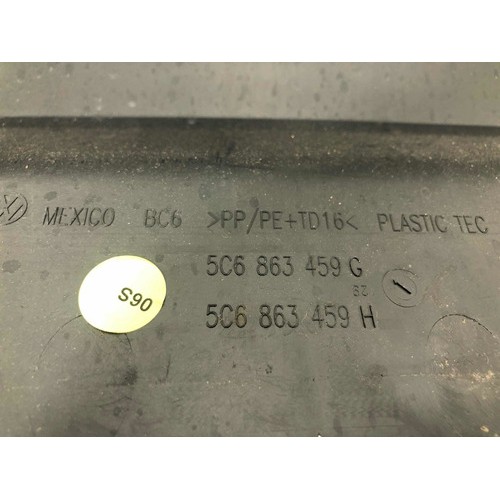 MEXICO BC6 >PP/PE+TD16< PLASTIC TEC
5C6 863 459 G
5C6 863 459 H
S90